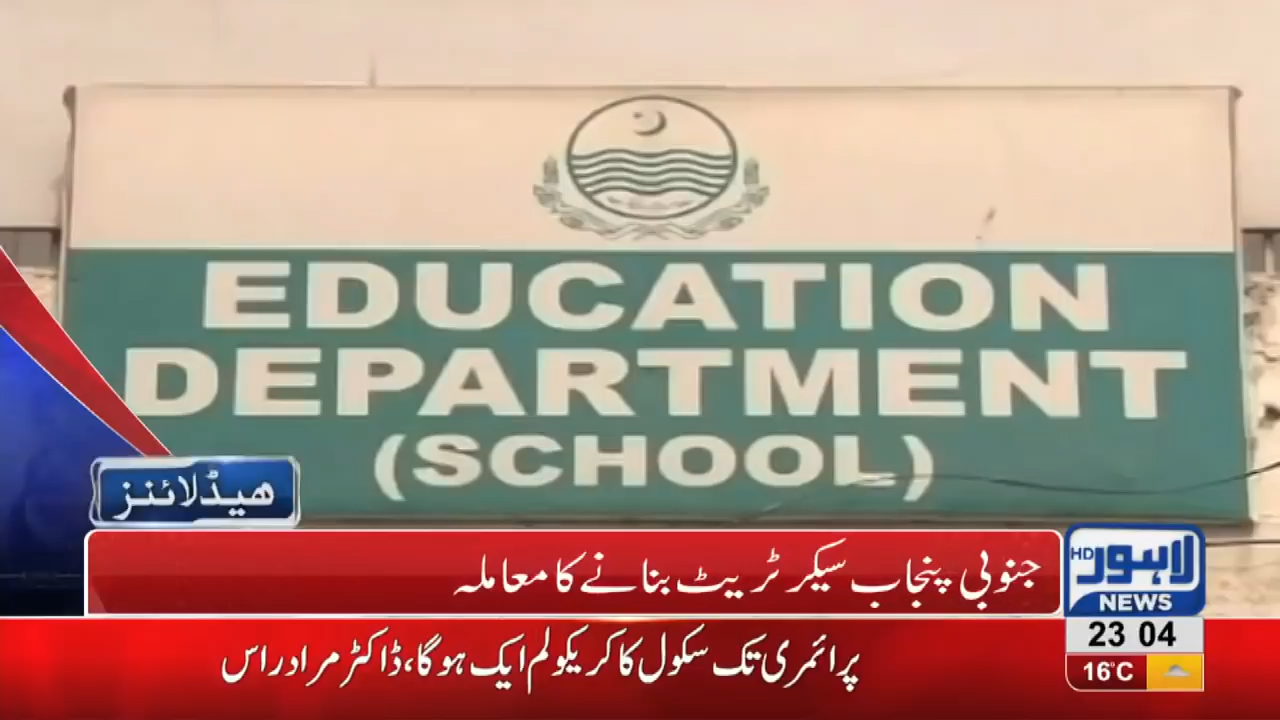 EDUCATION
DEPARTMENT
(SCHOOL)
ھیڈلائنز
جنوبی پنجاب سیکرٹریٹ بنانے کا معاملہ
HD لاہور
NEWS
23 04
پرائمری تک سکول کا کریکولم ایک ہوگا، ڈاکٹر مراد راس
16°C